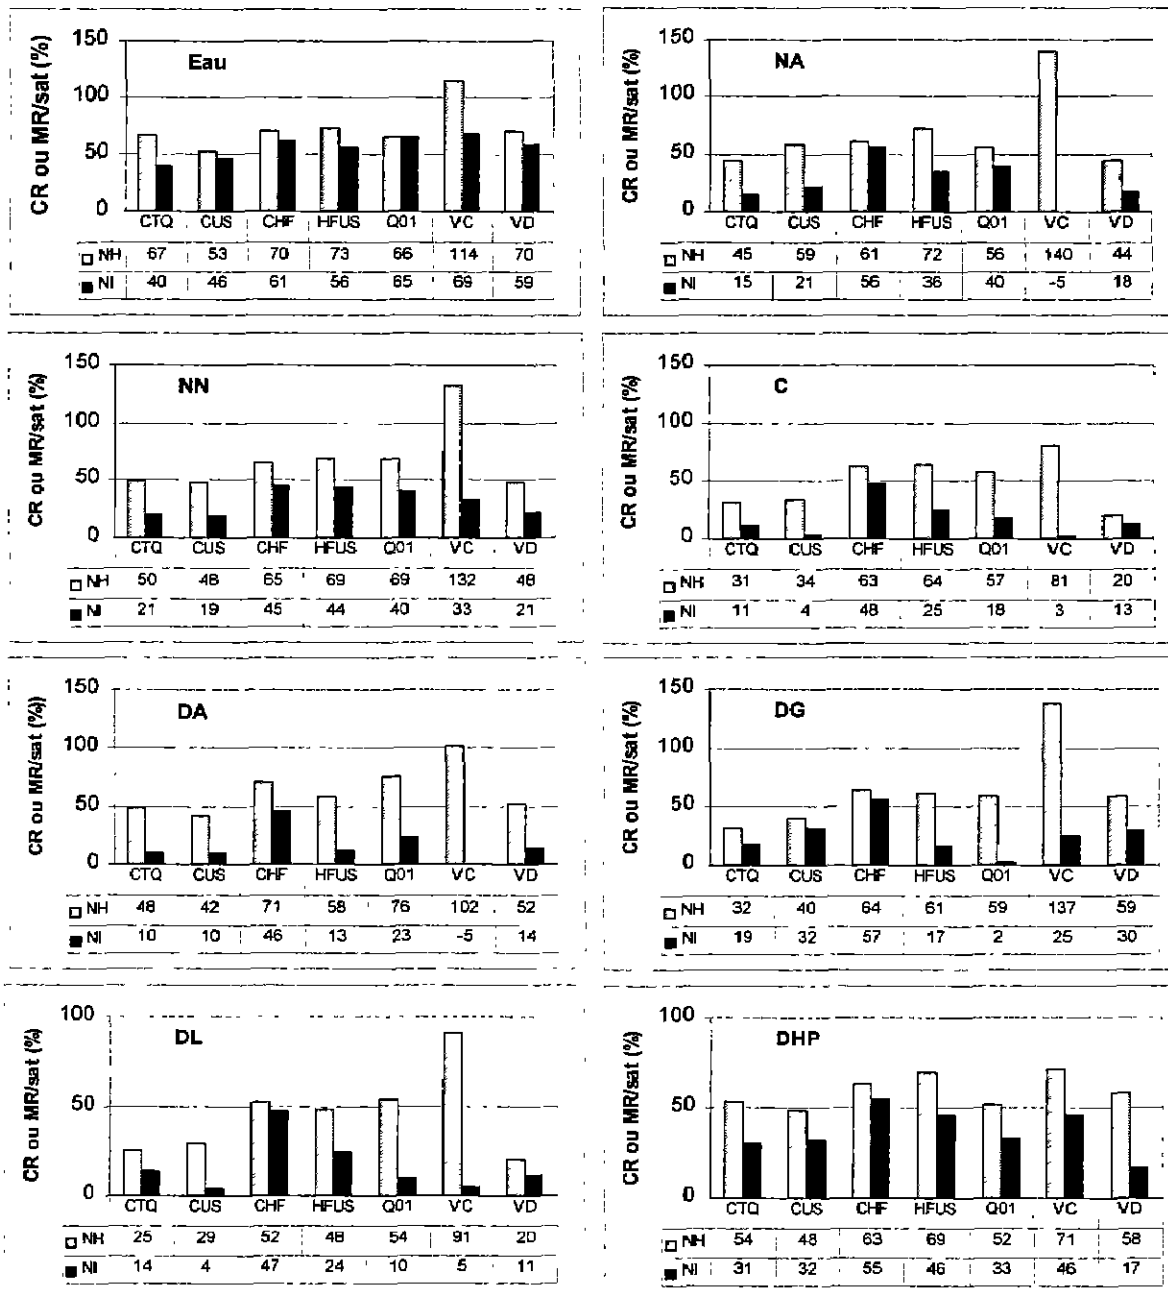 CR ou MR/sat (%)
150
100
50
0
Eau
CTQ CUS CHF HFUS Q01 VC VD
NH 67 53 70 73 66 114 70
NI 40 46 61 56 65 69 59
CR ou MR/sat (%)
150
100
50
0
NA
CTQ CUS CHF HFUS Q01 VC VD
NH 45 59 61 72 56 140 44
NI 15 21 56 36 40 -5 18
CR ou MR/sat (%)
150
100
50
0
NN
CTQ CUS CHF HFUS Q01 VC VD
NH 50 48 65 69 69 132 48
NI 21 19 45 44 40 33 21
CR ou MR/sat (%)
150
100
50
0
C
CTQ CUS CHF HFUS Q01 VC VD
NH 31 34 63 64 57 81 20
NI 11 4 48 25 18 3 13
CR ou MR/sat (%))
150
100
50
0
DA
CTQ CUS CHF HFUS Q01 VC VD
NH 48 42 71 58 76 102 52
NI 10 10 46 13 23 -5 14
CR ou MR/sat (%)
150
100
50
0
DG
CTQ CUS CHF HFUS Q01 VC VD
NH 32 40 64 61 59 137 59
NI 19 32 57 17 2 25 30
CR ou MR/sat (%)
100
50
0
DL
CTQ CUS CHF HFUS Q01 VC VD
NH 25 29 52 48 54 91 20
NI 14 4 47 24 10 5 11
CR ou MR/sat (%)
100
50
0
DHP
CTQ CUS CHF HFUS Q01 VC VD
NH 54 48 63 69 52 71 58
NI 31 32 55 46 33 46 17